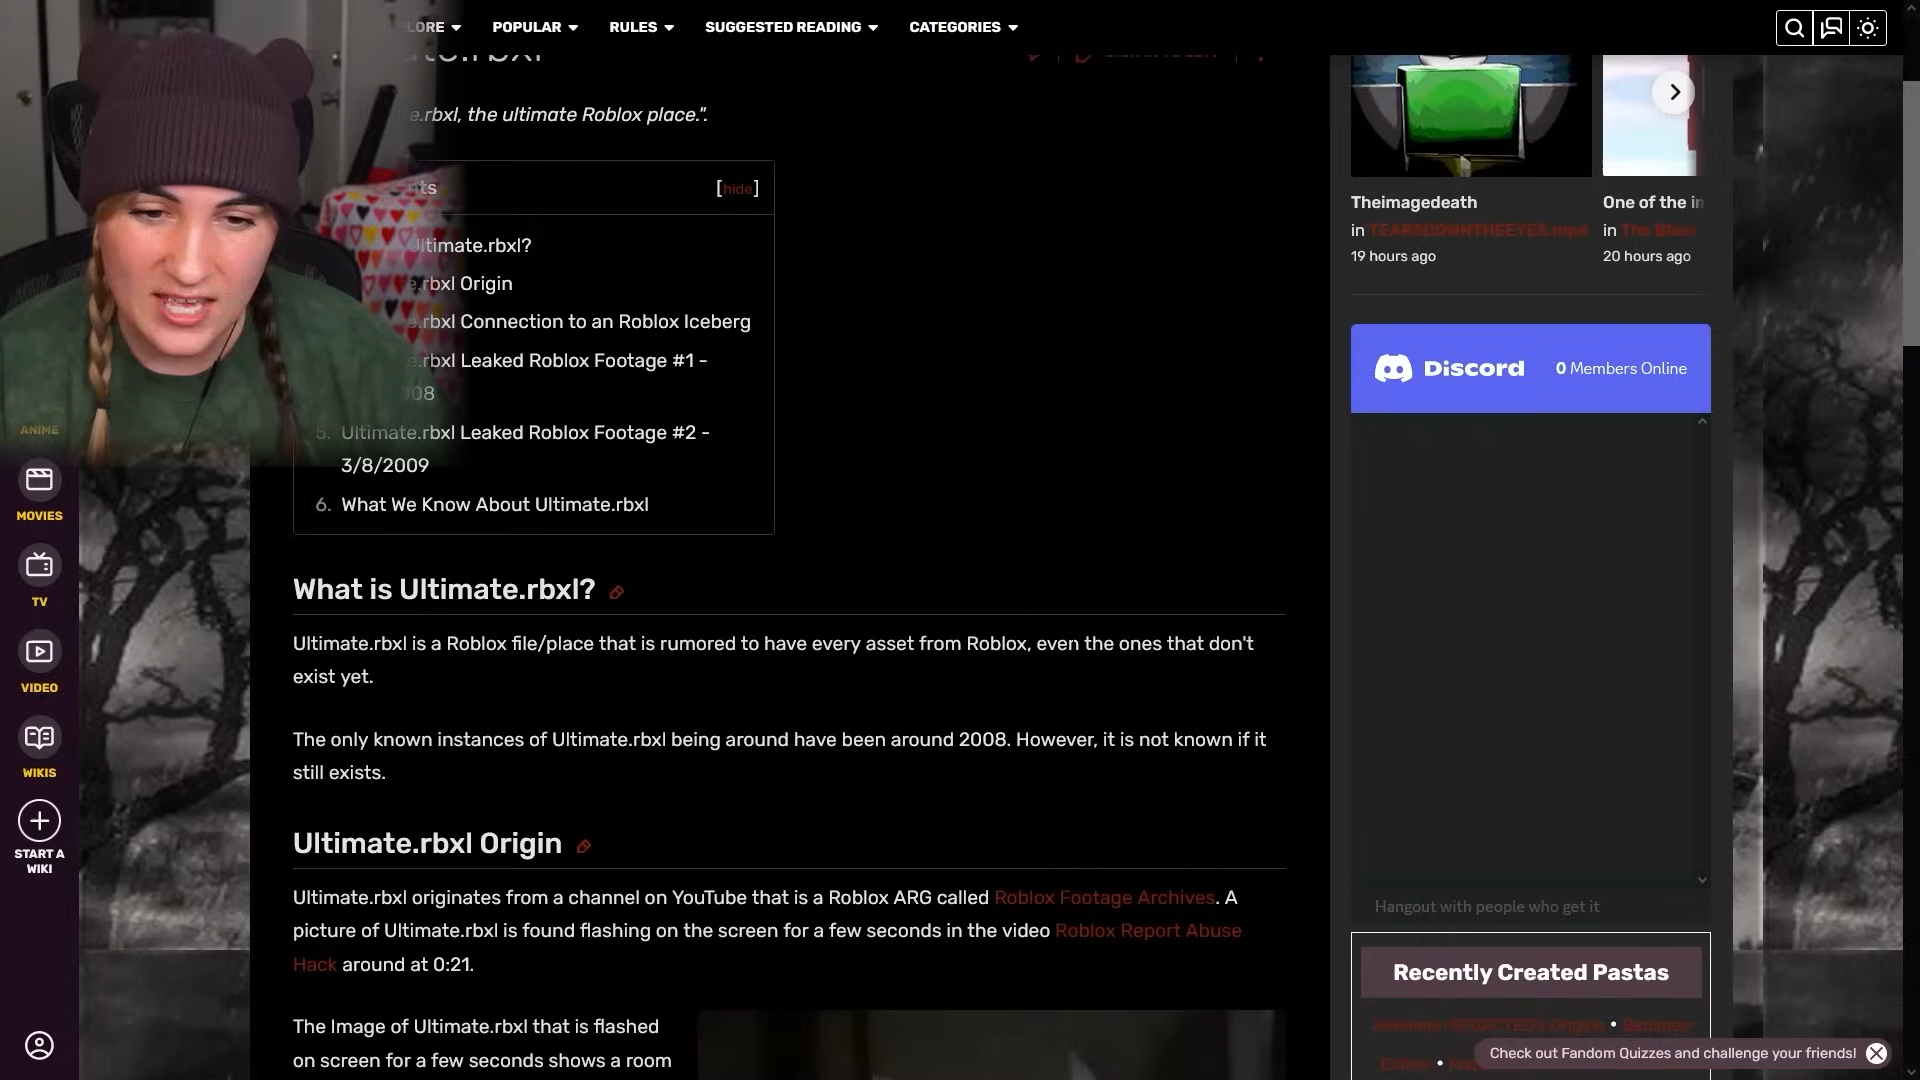 LORE
POPULAR
RULES
SUGGESTED READING
CATEGORIES
ate.rbxl
e.rbxl, the ultimate Roblox place.".
nts [hide]
Ultimate.rbxl?
e.rbxl Origin
e.rbxl Connection to an Roblox Iceberg
e.rbxl Leaked Roblox Footage #1 -
008
5. Ultimate.rbxl Leaked Roblox Footage #2 -
3/8/2009
6. What We Know About Ultimate.rbxl
What is Ultimate.rbxl?
Ultimate.rbxl is a Roblox file/place that is rumored to have every asset from Roblox, even the ones that don't
exist yet.
The only known instances of Ultimate.rbxl being around have been around 2008. However, it is not known if it
still exists.
Ultimate.rbxl Origin
Ultimate.rbxl originates from a channel on YouTube that is a Roblox ARG called Roblox Footage Archives. A
picture of Ultimate.rbxl is found flashing on the screen for a few seconds in the video Roblox Report Abuse
Hack around at 0:21.
The Image of Ultimate.rbxl that is flashed
on screen for a few seconds shows a room
ANIME
MOVIES
TV
VIDEO
WIKIS
START A
WIKI
Theimagedeath
in TEARSDOWNTHEEYES.mp4
19 hours ago
One of the in
in The
20 hours ago
Discord
0 Members Online
Hangout with people who get it
Recently Created Pastas
Check out Fandom Quizzes and challenge your friends!